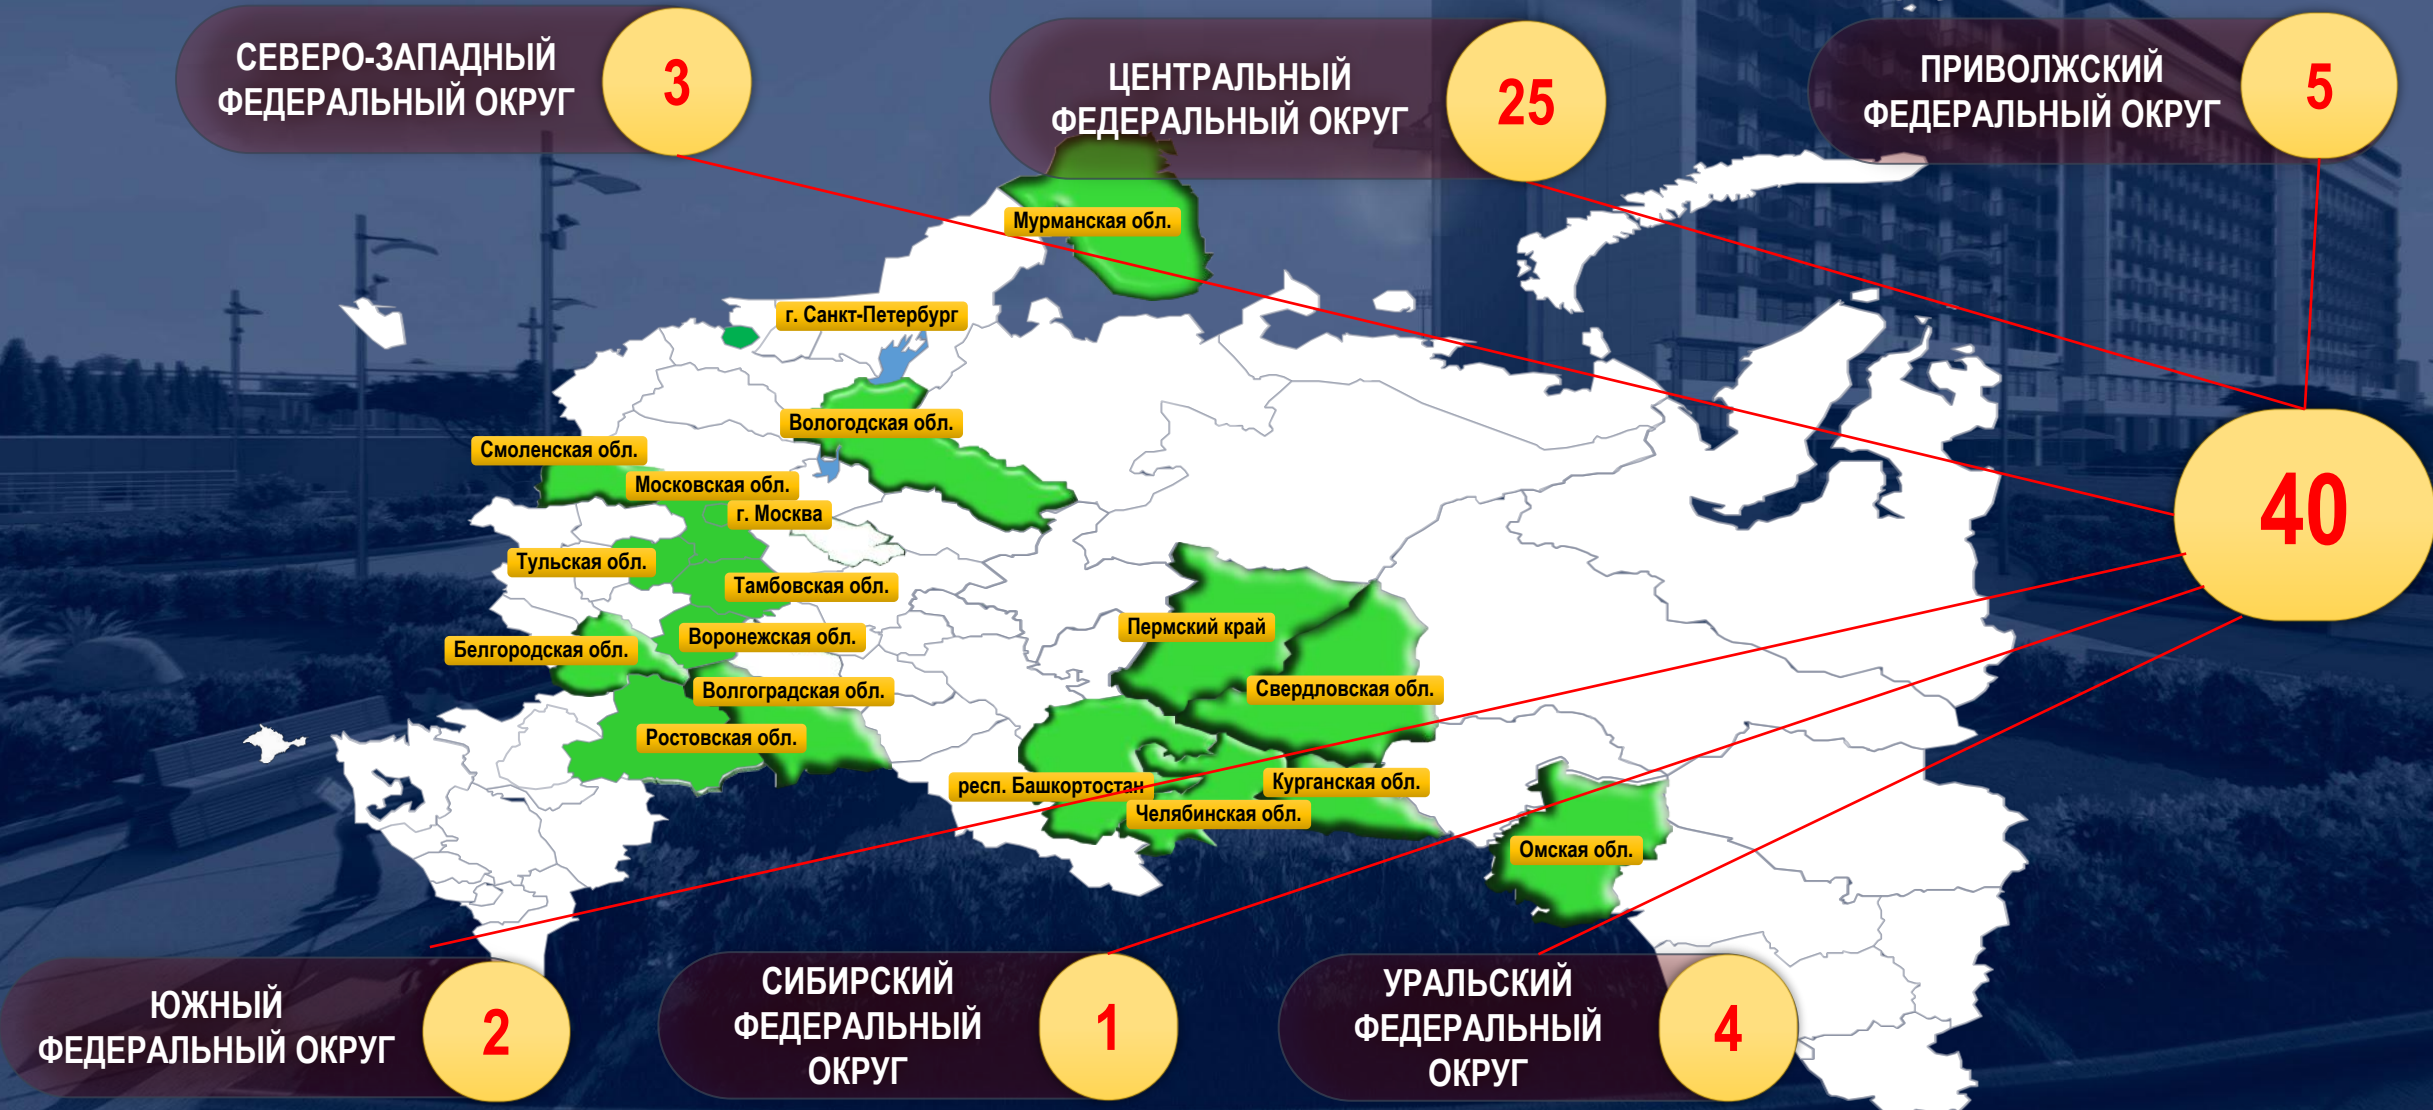 СЕВЕРО-ЗАПАДНЫЙ
ФЕДЕРАЛЬНЫЙ ОКРУГ
3
ЦЕНТРАЛЬНЫЙ
ФЕДЕРАЛЬНЫЙ ОКРУГ
25
ПРИВОЛЖСКИЙ
ФЕДЕРАЛЬНЫЙ ОКРУГ
5
Мурманская обл.
г. Санкт-Петербург
Вологодская обл.
Смоленская обл.
Московская обл.
г. Москва
40
Тульская обл.
Тамбовская обл.
Воронежская обл.
Белгородская обл.
Пермский край
Волгоградская обл.
Свердловская обл.
Ростовская обл.
респ. Башкортостан
Курганская обл.
Челябинская обл.
Омская обл.
ЮЖНЫЙ
ФЕДЕРАЛЬНЫЙ ОКРУГ
2
СИБИРСКИЙ
ФЕДЕРАЛЬНЫЙ
ОКРУГ
1
УРАЛЬСКИЙ
ФЕДЕРАЛЬНЫЙ
ОКРУГ
4